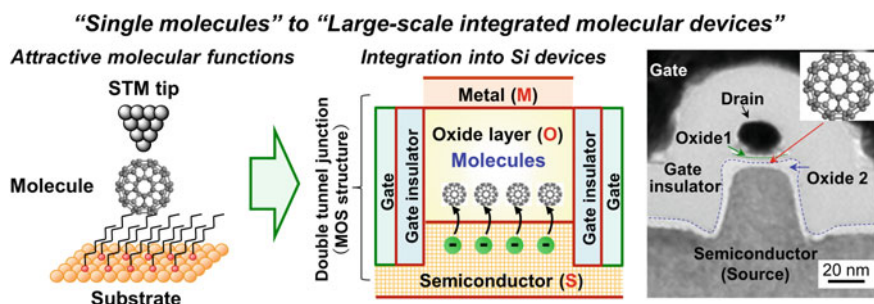 "Single molecules" to "Large-scale integrated molecular devices"
Attractive molecular functions
STM tip
Molecule
Substrate
Integration into Si devices
Double tunnel junction
(MOS structure)
Metal (M)
Oxide layer (O)
Molecules
Gate
Gate insulator
Gate insulator
Gate
Semiconductor (S)
Gate
Drain
Oxide1
Gate
insulator
Oxide 2
Semiconductor
(Source)
20 nm